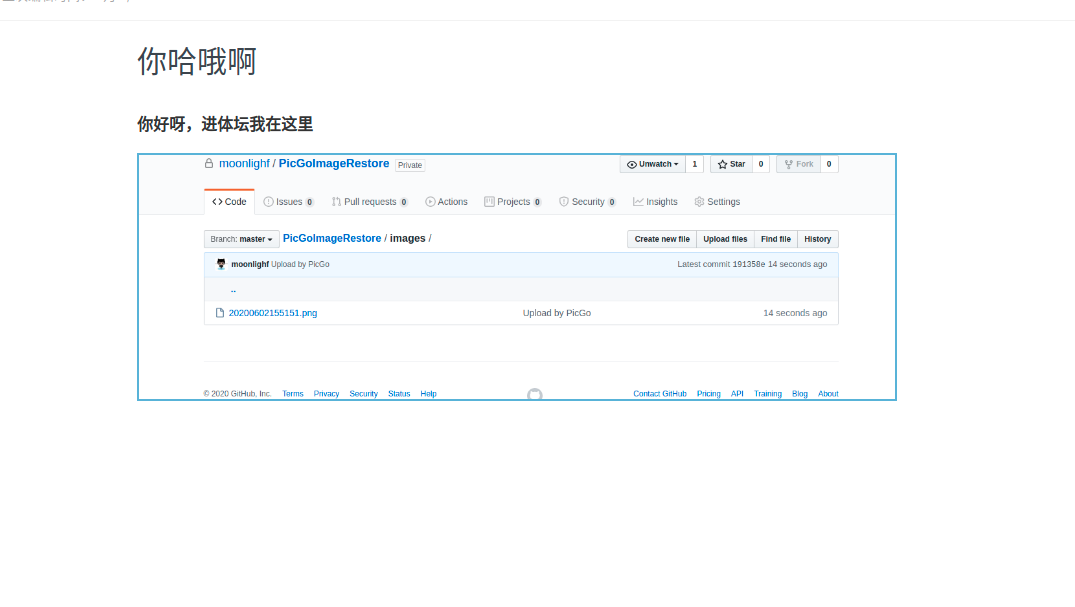 你哈哦啊
你好呀，进体坛我在这里
moonlighf / PicGoImageRestore Private Unwatch 1 Star 0 Fork 0
Code Issues 0 Pull requests 0 Actions Projects 0 Security 0 Insights Settings
Branch: master PicGoImageRestore / images / Create new file Upload files Find file History
moonlighf Upload by PicGo Latest commit 191358e 14 seconds ago
..
20200602155151.png Upload by PicGo 14 seconds ago
© 2020 GitHub, Inc. Terms Privacy Security Status Help Contact GitHub Pricing API Training Blog About